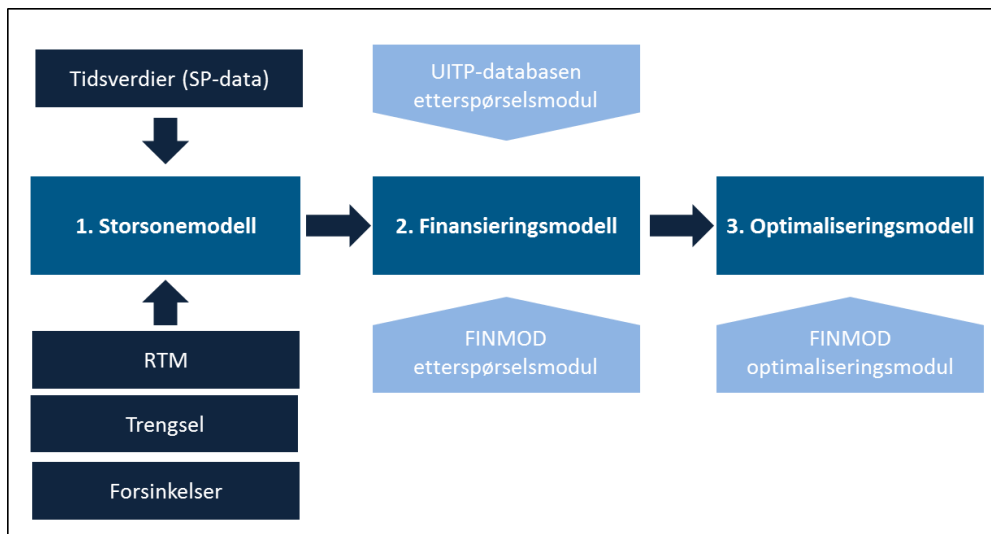 Tidsverdier (SP-data)
UITP-databasen
etterspørselsmodul
1. Storsonemodell
2. Finansieringsmodell
3. Optimaliseringsmodell
RTM
Trengsel
Forsinkelser
FINMOD
etterspørselsmodul
FINMOD
optimaliseringsmodul